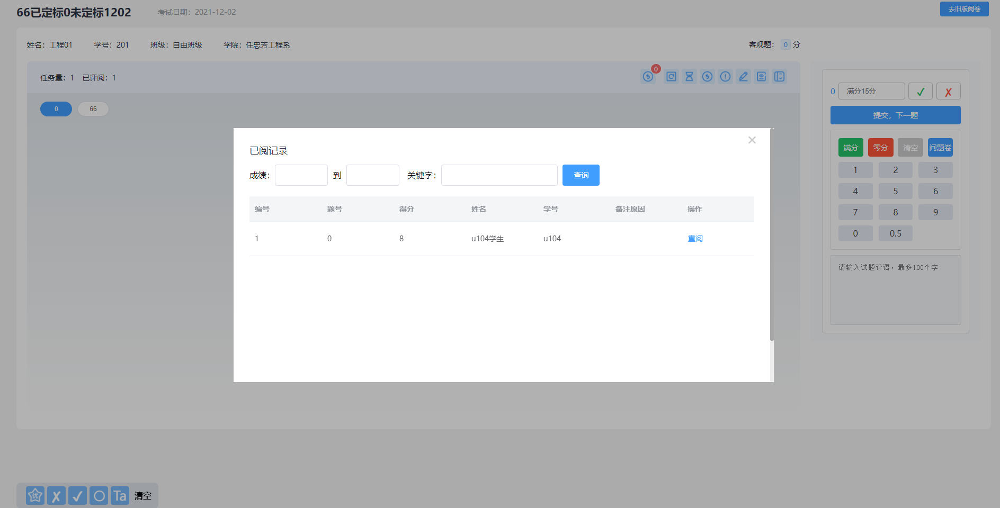 66已定标0未定标1202 考试日期：2021-12-02 去旧版阅卷
姓名：工程01 学号：201 班级：自由班级 学院：任忠芳工程系 客观题： 0 分
任务量：1 已评阅：1 0
0 66
0 满分15分
提交，下一题
满分 零分 清空 问题卷
1 2 3
4 5 6
7 8 9
0 0.5
请输入试题评语，最多100个字
已阅记录
成绩： 到 关键字： 查询
编号 题号 得分 姓名 学号 备注原因 操作
1 0 8 u104学生 u104 重阅
优 Ta 清空